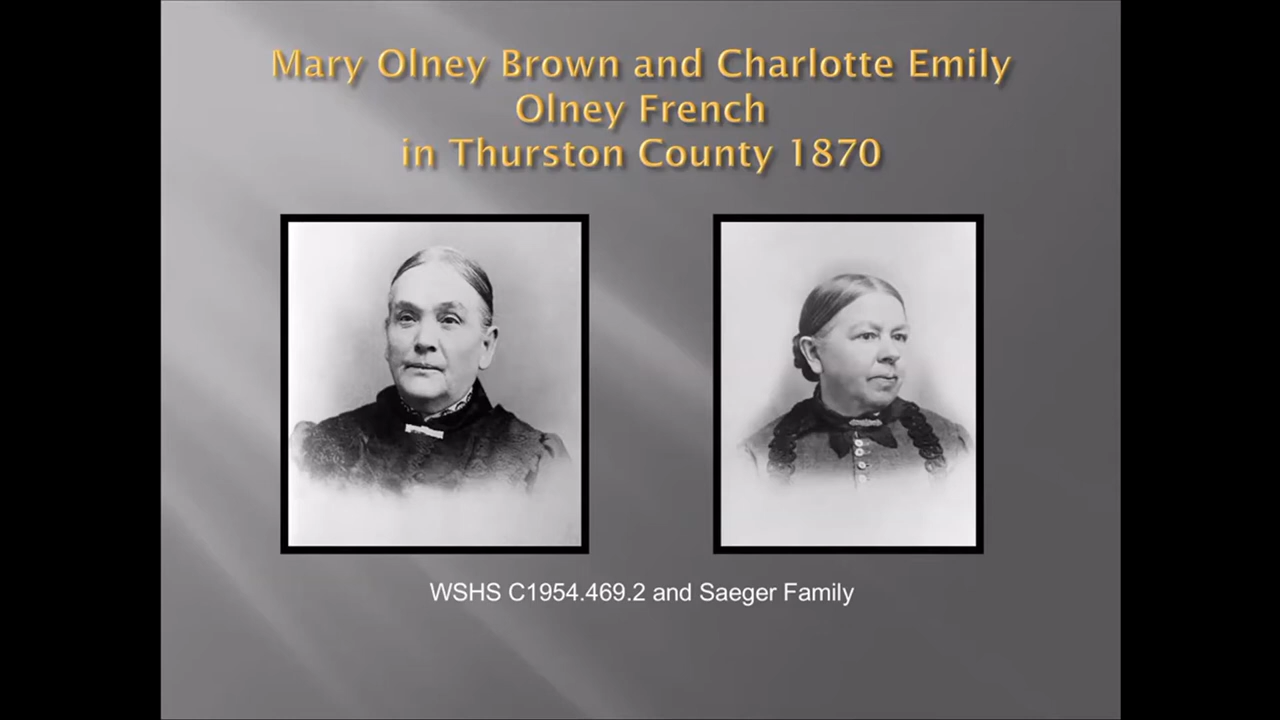 Mary Olney Brown and Charlotte Emily
Olney French
in Thurston County 1870
WSHS C1954.469.2 and Saeger Family